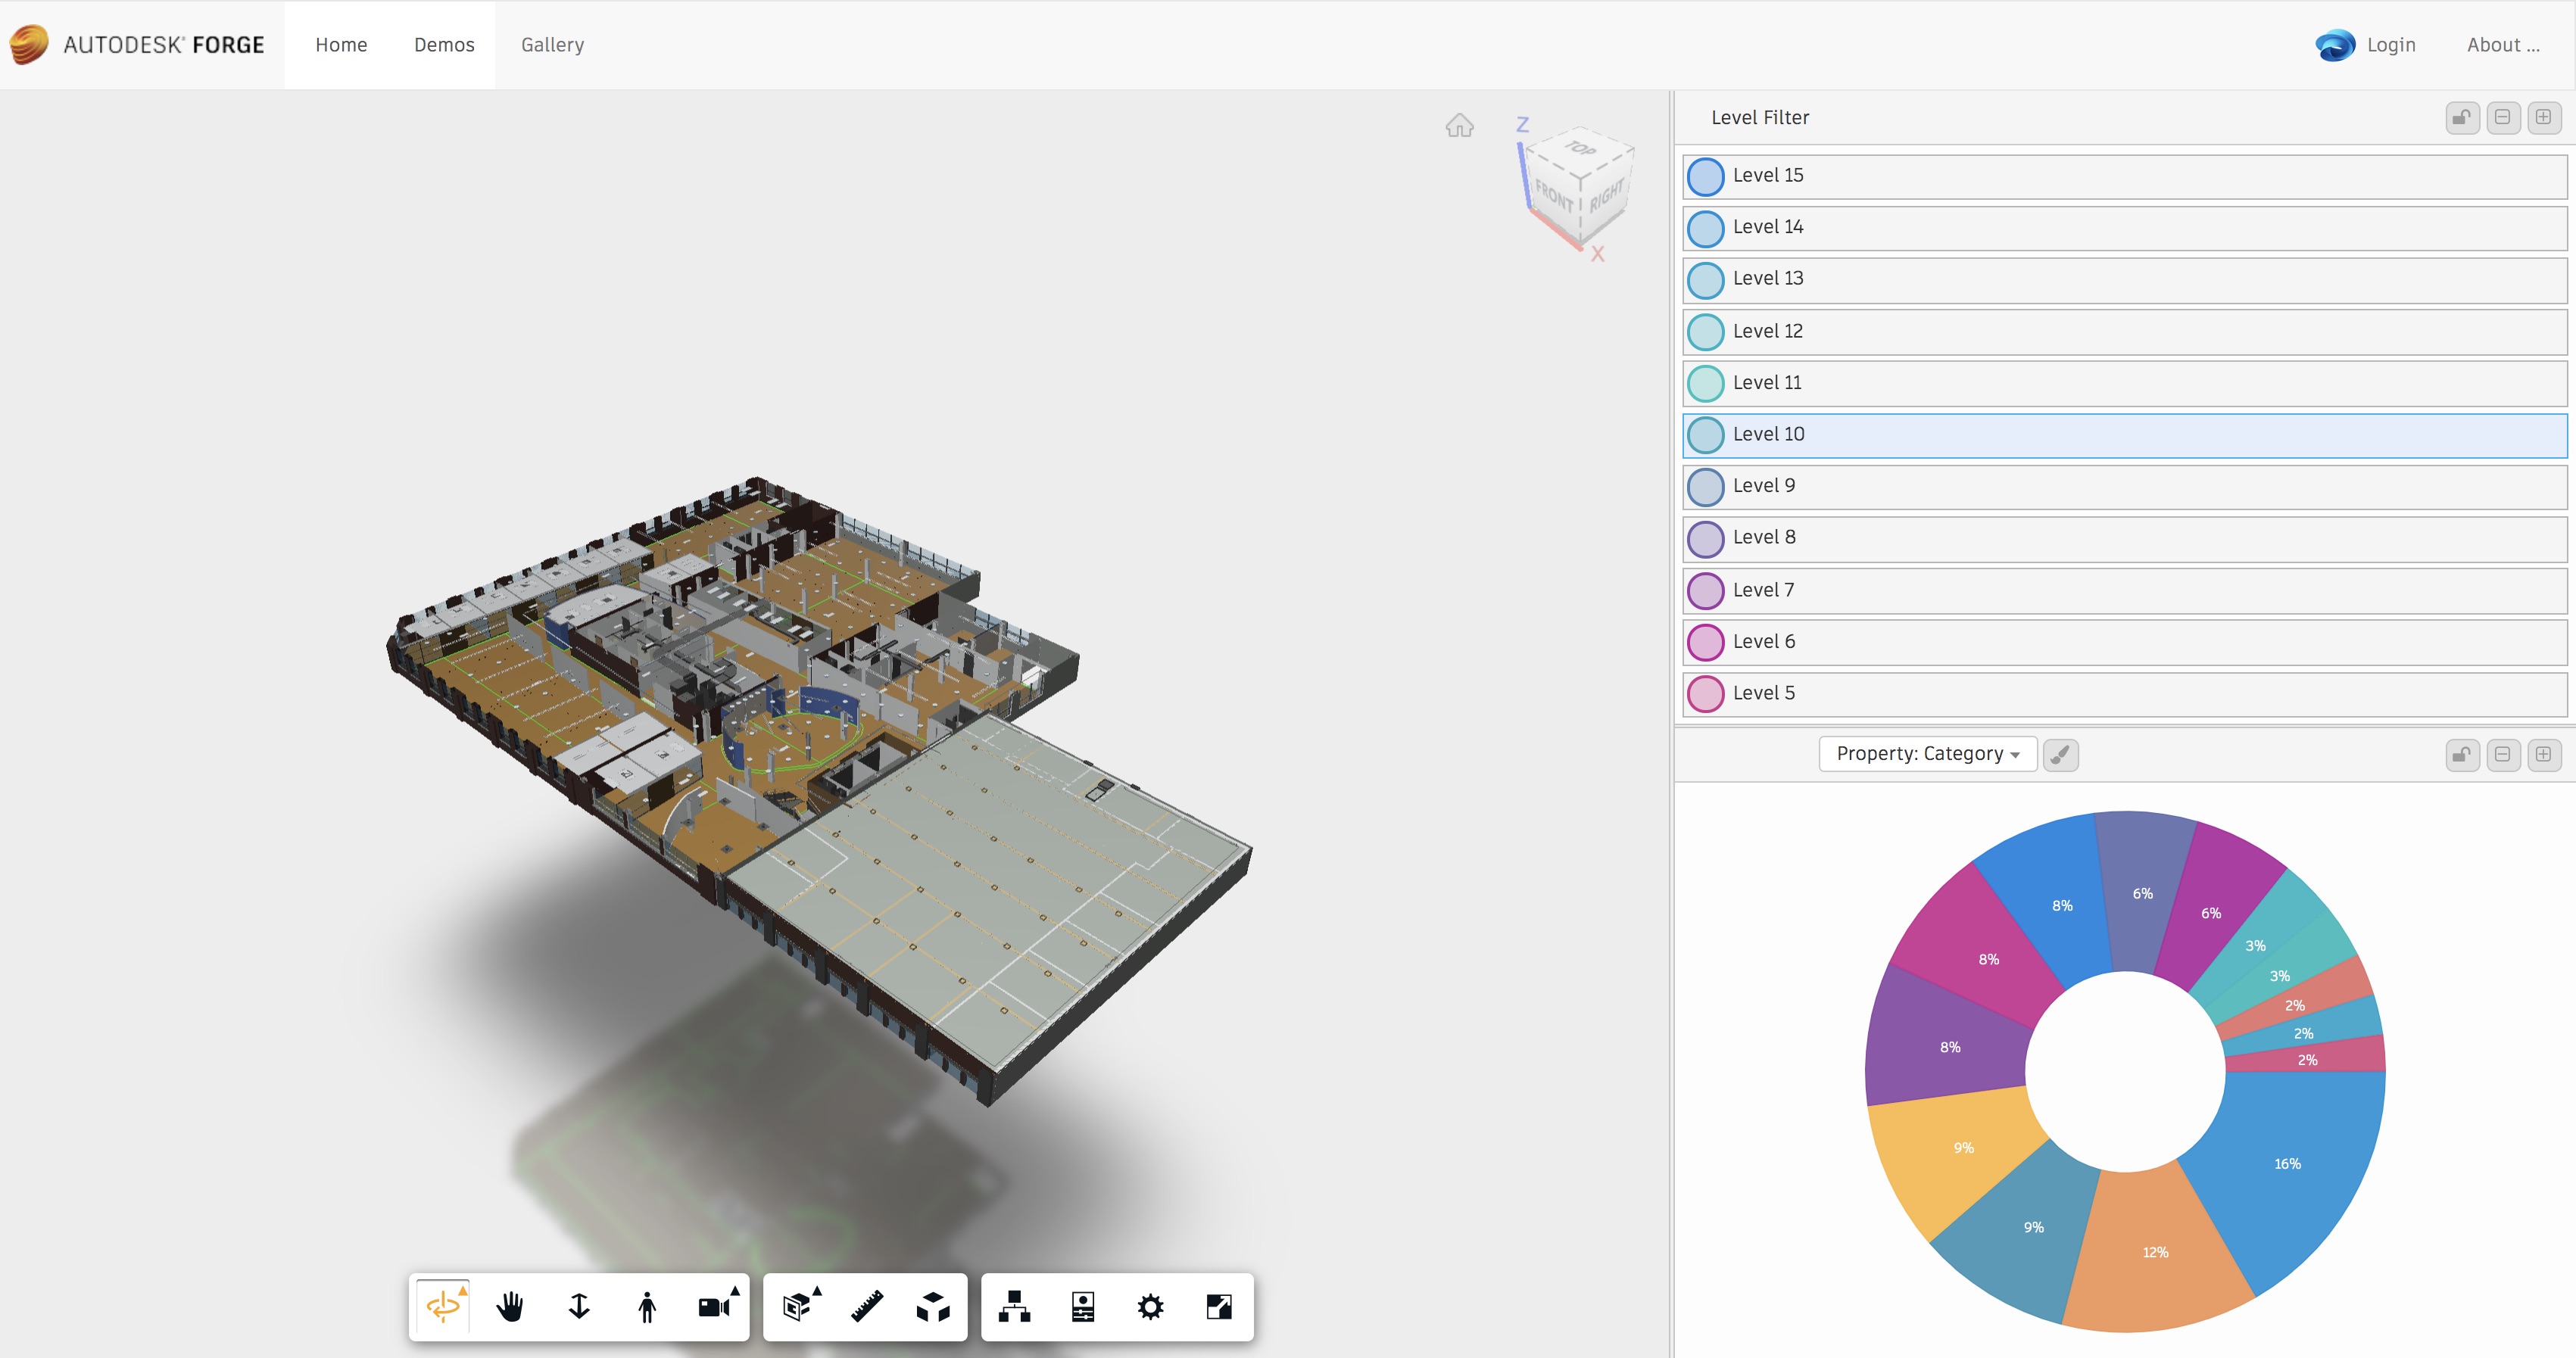 AUTODESK® FORGE
Home
Demos
Gallery
Login
About ...
Z
TOP
FRONT
RIGHT
X
Level Filter
Level 15
Level 14
Level 13
Level 12
Level 11
Level 10
Level 9
Level 8
Level 7
Level 6
Level 5
Property: Category
8%
6%
6%
3%
3%
2%
2%
2%
16%
12%
9%
9%
8%
8%